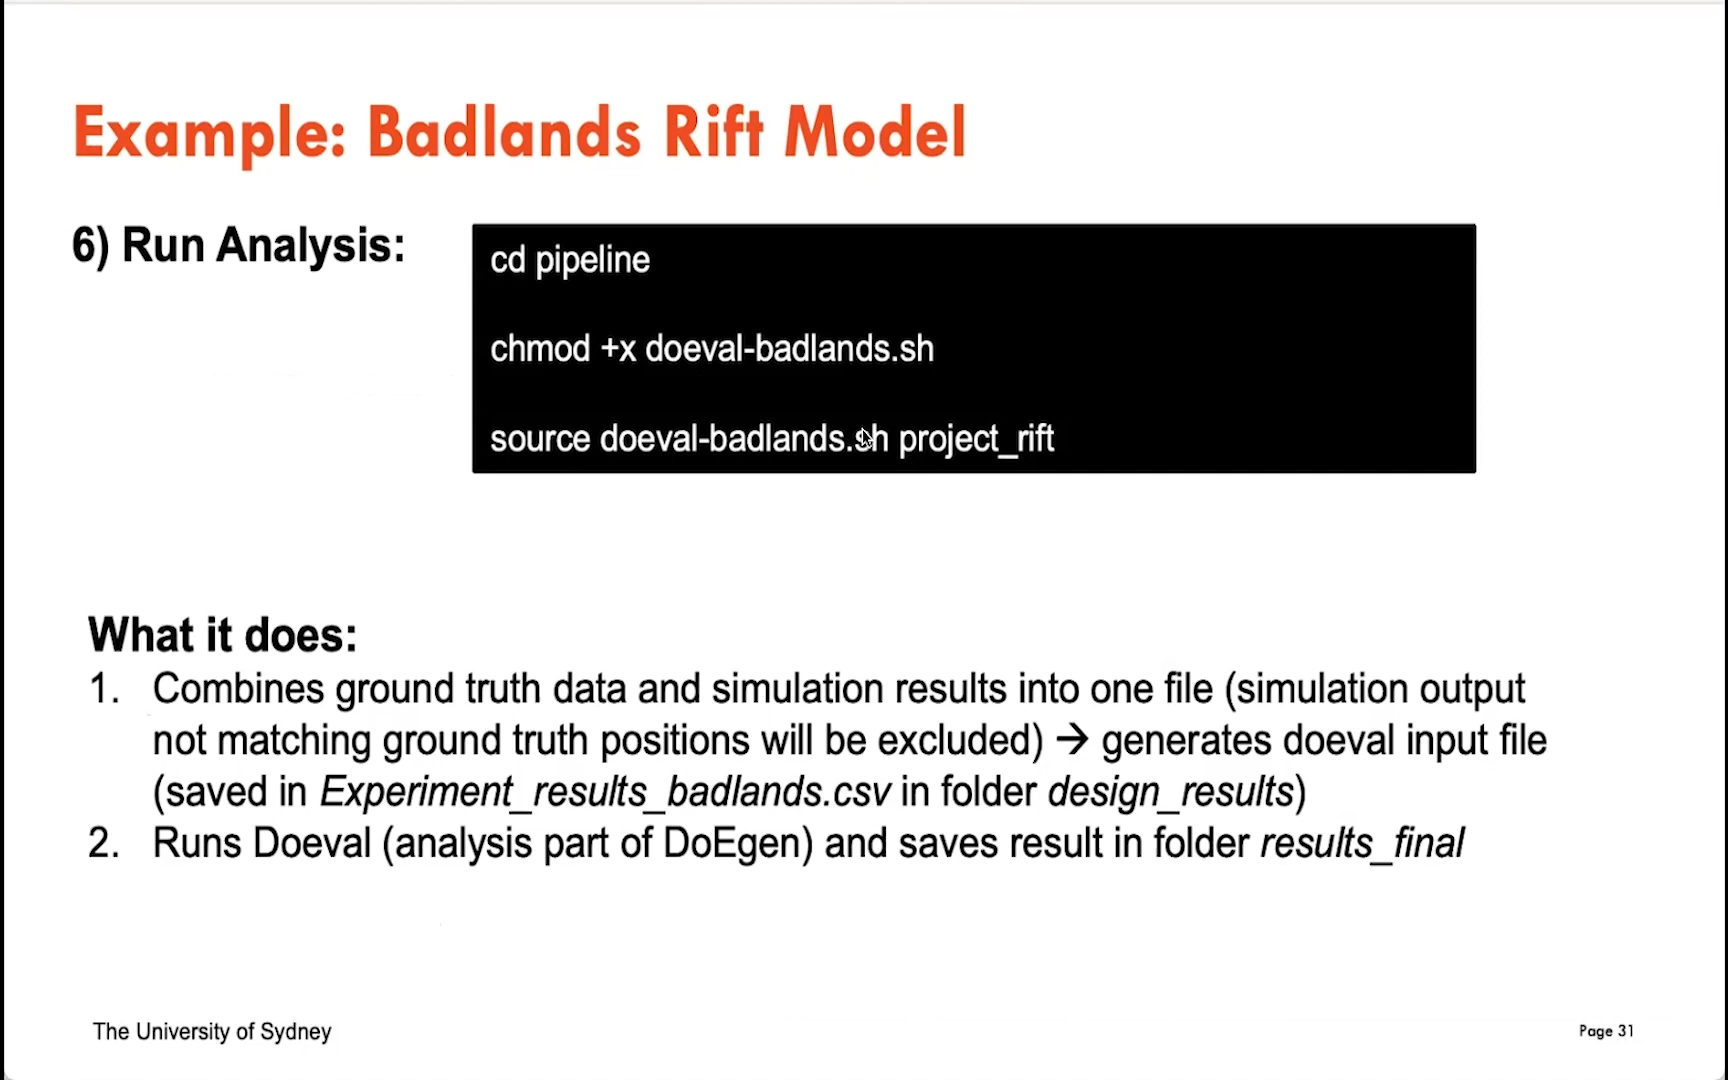 Example: Badlands Rift Model
6) Run Analysis:
cd pipeline
chmod +x doeval-badlands.sh
source doeval-badlands.sh project_rift
What it does:
1. Combines ground truth data and simulation results into one file (simulation output
not matching ground truth positions will be excluded) → generates doeval input file
(saved in Experiment_results_badlands.csv in folder design_results)
2. Runs Doeval (analysis part of DoEgen) and saves result in folder results_final
The University of Sydney
Page 31